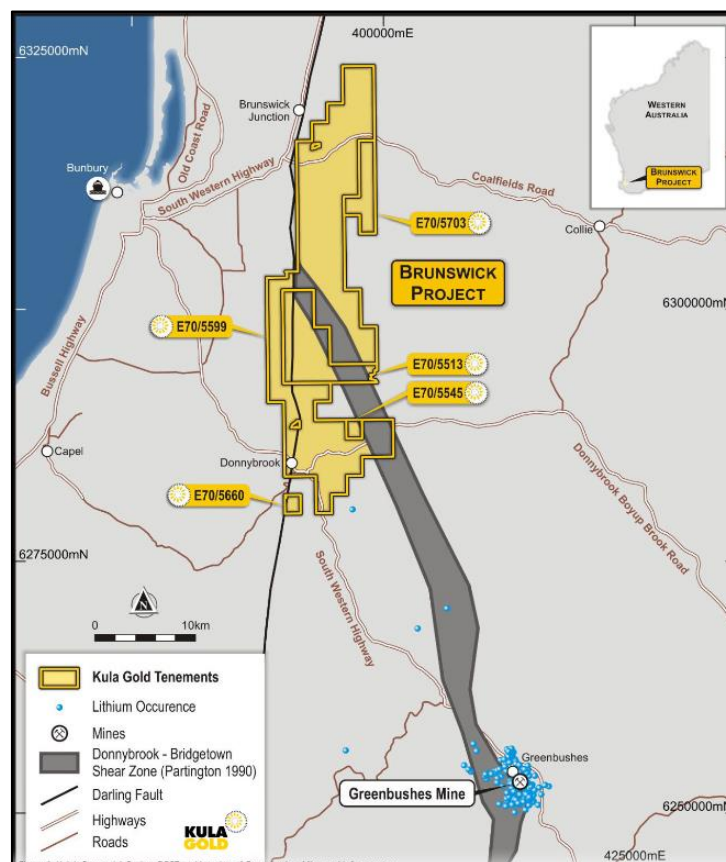 400000mE
6325000mN
Brunswick
Junction
WESTERN
AUSTRALIA
BRUNSWICK
PROJECT
Old Coast Road
Bunbury
South Western Highway
Coalfields Road
E70/5703
Collie
BRUNSWICK
PROJECT
6300000mN
E70/5599
Bussell Highway
E70/5513
E70/5545
Capel
Donnybrook
Donnybrook Boyup Brook Road
E70/5660
6275000mN
South Western Highway
N
0 10km
Kula Gold Tenements
Lithium Occurence
Mines
Donnybrook - Bridgetown
Shear Zone (Partington 1990)
Darling Fault
Highways
Roads
KULA
GOLD
Greenbushes
Greenbushes Mine
6250000mN
425000mE